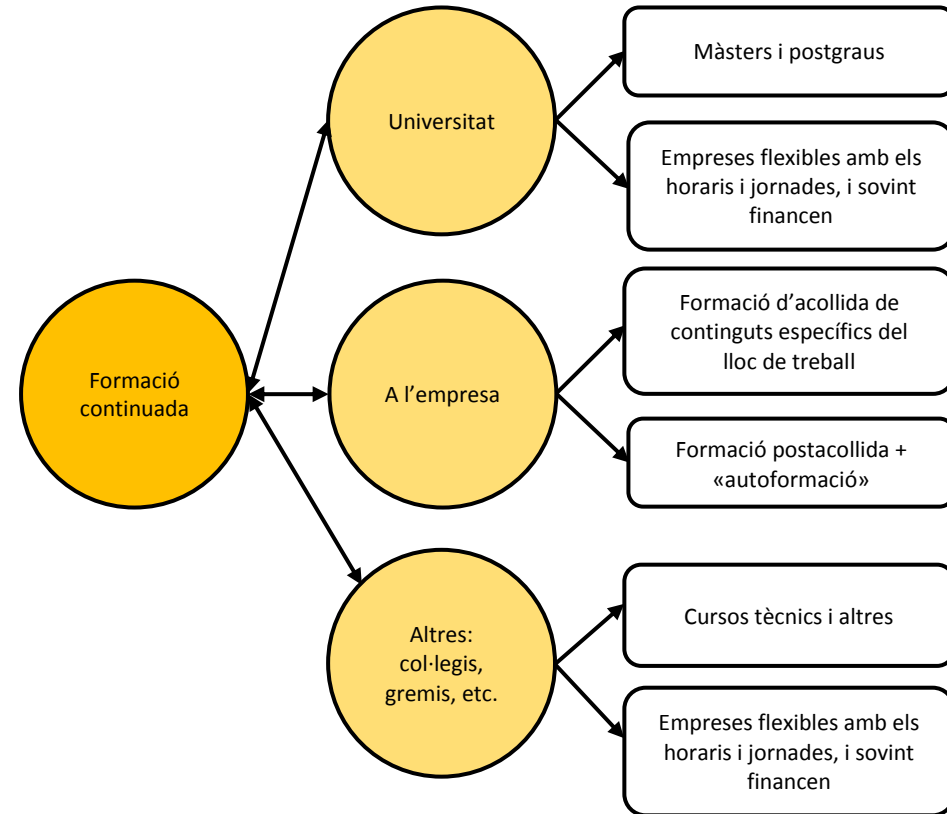 Formació
continuada
Universitat
Màsters i postgraus
Empreses flexibles amb els
horaris i jornades, i sovint
financen
A l’empresa
Formació d’acollida de
continguts específics del
lloc de treball
Formació postacollida +
«autoformació»
Altres:
col·legis,
gremis, etc.
Cursos tècnics i altres
Empreses flexibles amb els
horaris i jornades, i sovint
financen